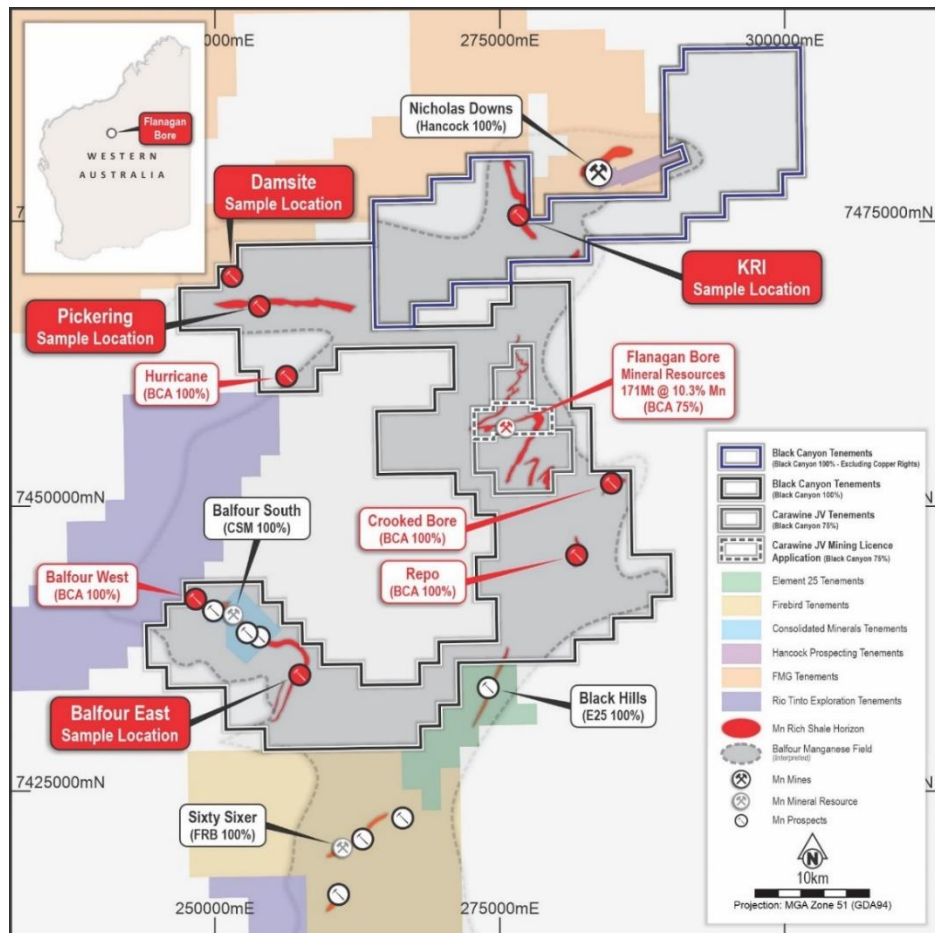 000mE
275000mE
300000mE
Flanagan
Bore
WESTERN
AUSTRALIA
Nicholas Downs
(Hancock 100%)
Damsite
Sample Location
7
7475000mN
KRI
Sample Location
Pickering
Sample Location
Hurricane
(BCA 100%)
Flanagan Bore
Mineral Resources
171Mt @ 10.3% Mn
(BCA 75%)
7450000mN
Balfour South
(CSM 100%)
Crooked Bore
(BCA 100%)
Balfour West
(BCA 100%)
Repo
(BCA 100%)
Balfour East
Sample Location
Black Hills
(E25 100%)
7425000mN
Sixty Sixer
(FRB 100%)
250000mE
275000mE
Black Canyon Tenements
(Black Canyon 100% - Excluding Copper Rights)
Black Canyon Tenements
(Black Canyon 100%)
Carawine JV Tenements
(Black Canyon 75%)
Carawine JV Mining Licence
Application (Black Canyon 75%)
Element 25 Tenements
Firebird Tenements
Consolidated Minerals Tenements
Hancock Prospecting Tenements
FMG Tenements
Rio Tinto Exploration Tenements
Mn Rich Shale Horizon
Balfour Manganese Field
(Interpreted)
Mn Mines
Mn Mineral Resource
Mn Prospects
N
10km
Projection: MGA Zone 51 (GDA94)